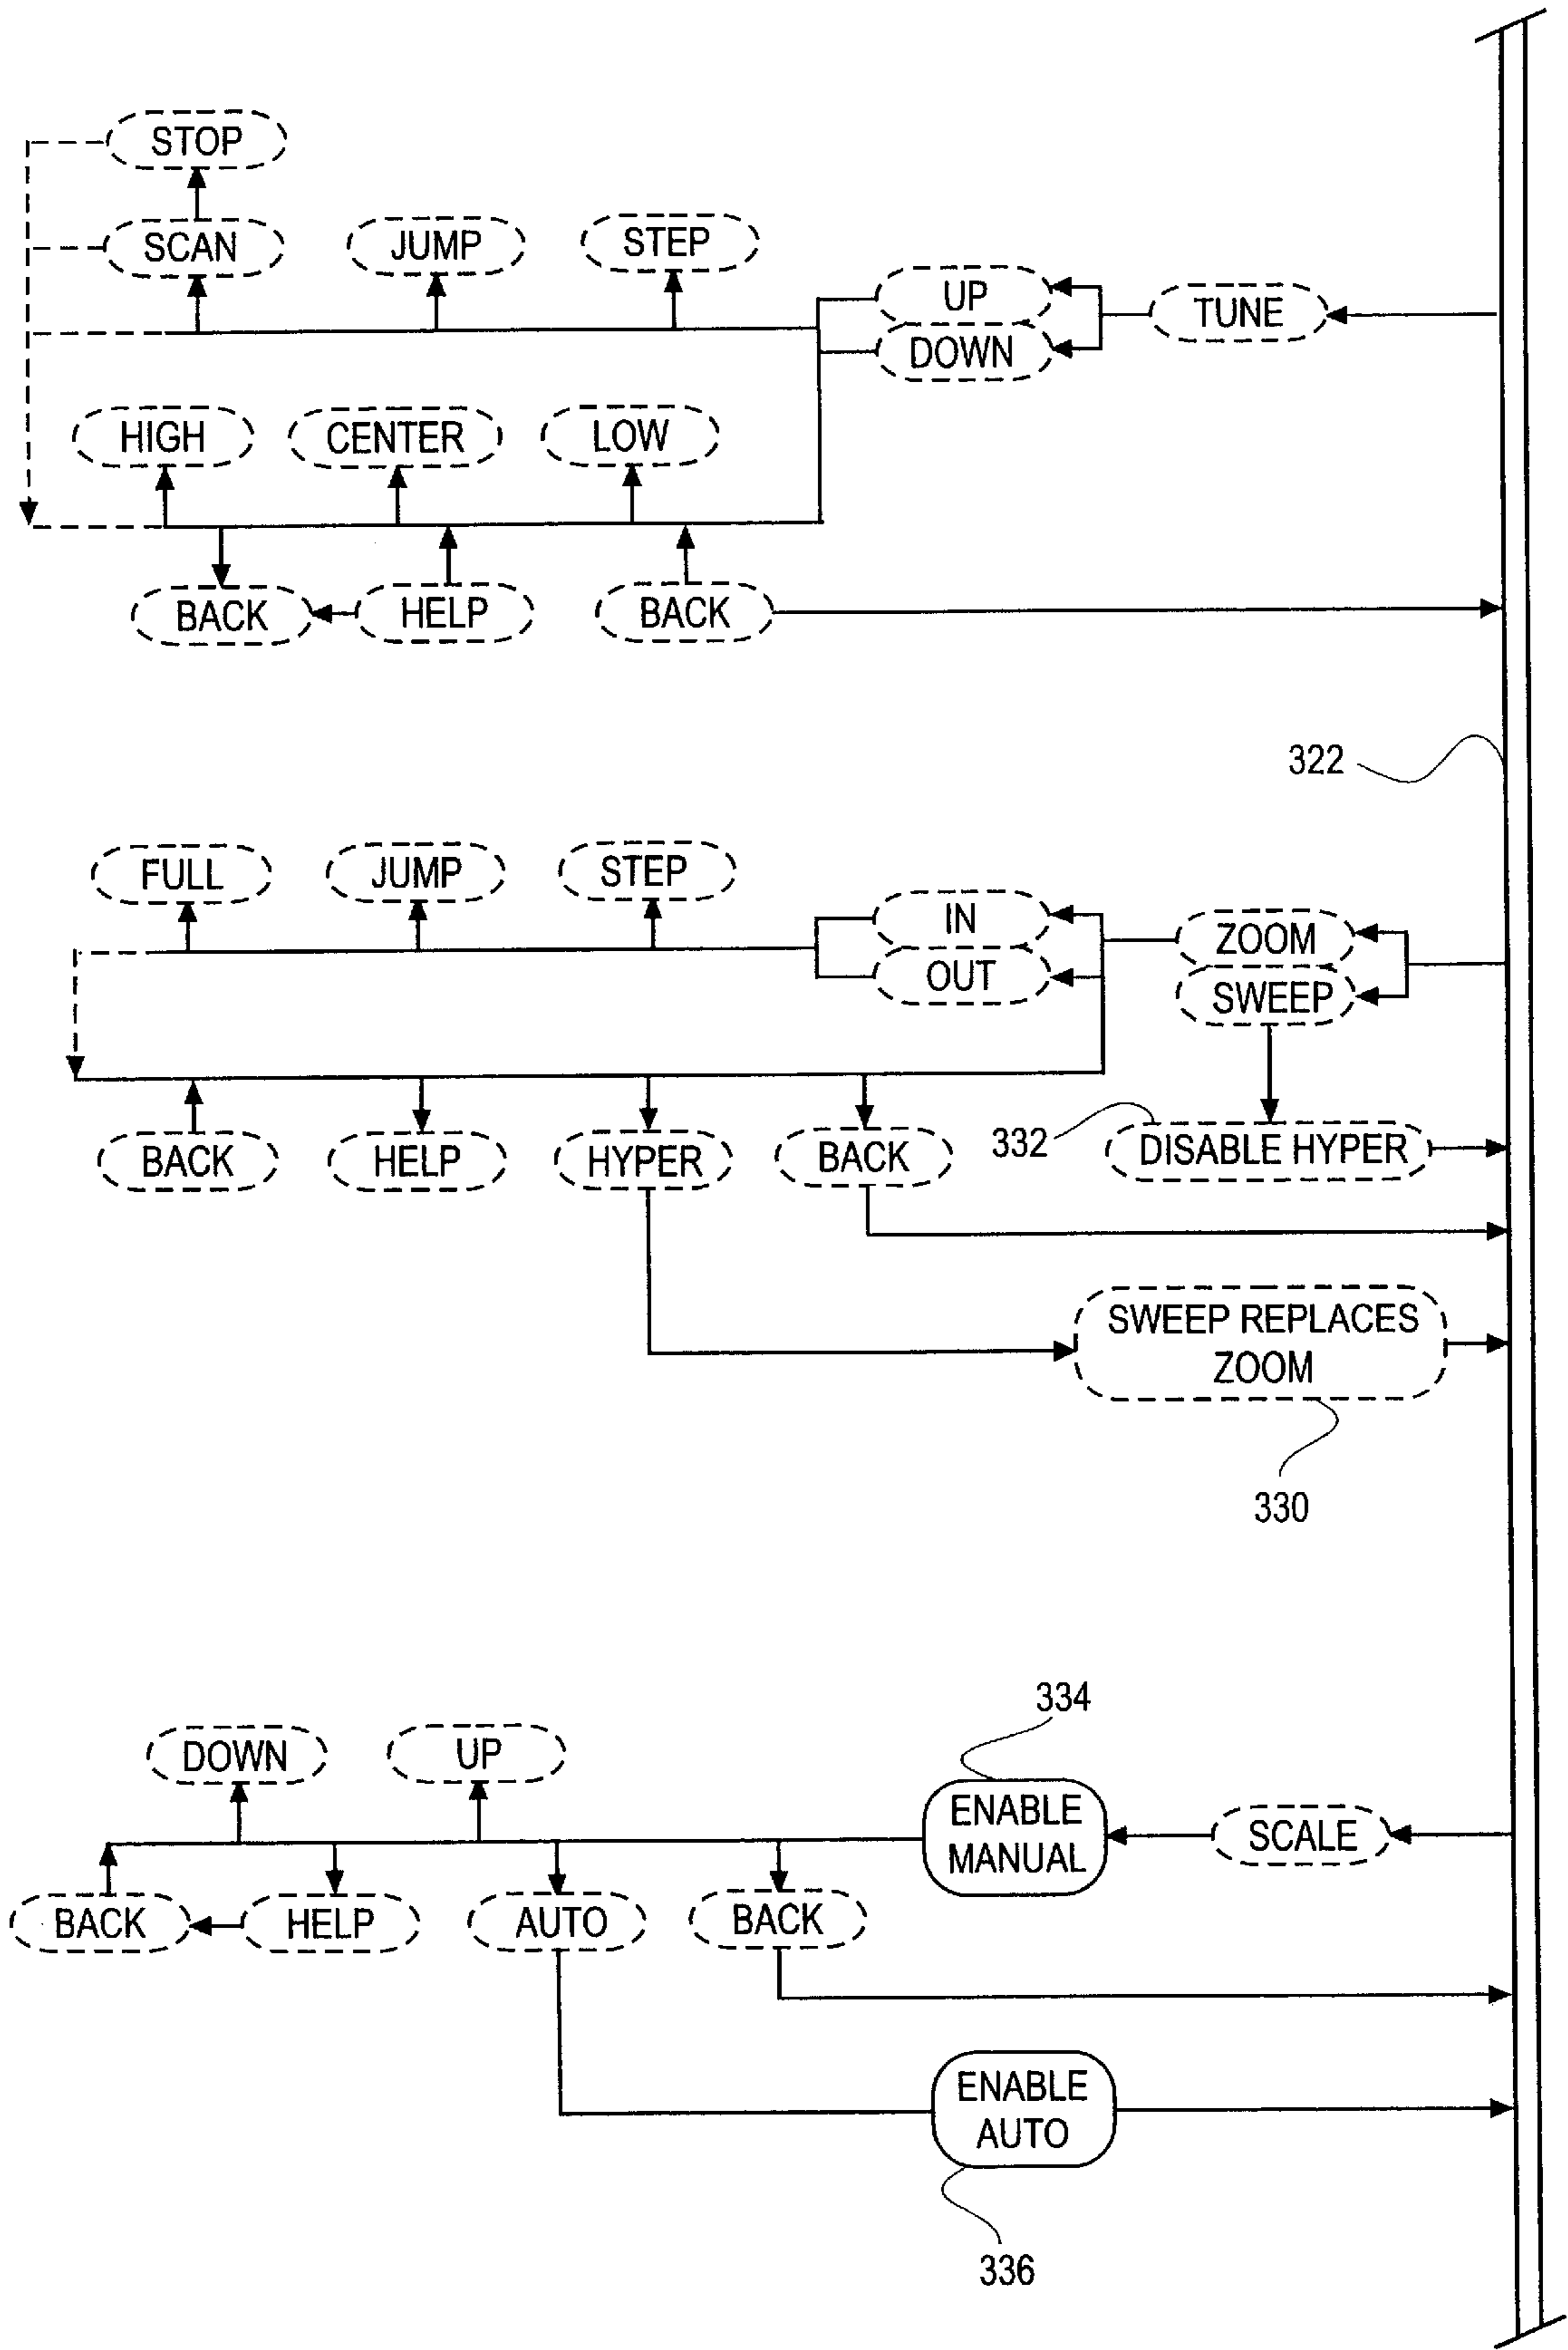 STOP
SCAN
JUMP
STEP
UP
DOWN
TUNE
HIGH
CENTER
LOW
BACK
HELP
BACK
322
FULL
JUMP
STEP
IN
OUT
ZOOM
SWEEP
BACK
HELP
HYPER
BACK
332
DISABLE HYPER
SWEEP REPLACES
ZOOM
330
334
DOWN
UP
ENABLE
MANUAL
SCALE
BACK
HELP
AUTO
BACK
ENABLE
AUTO
336